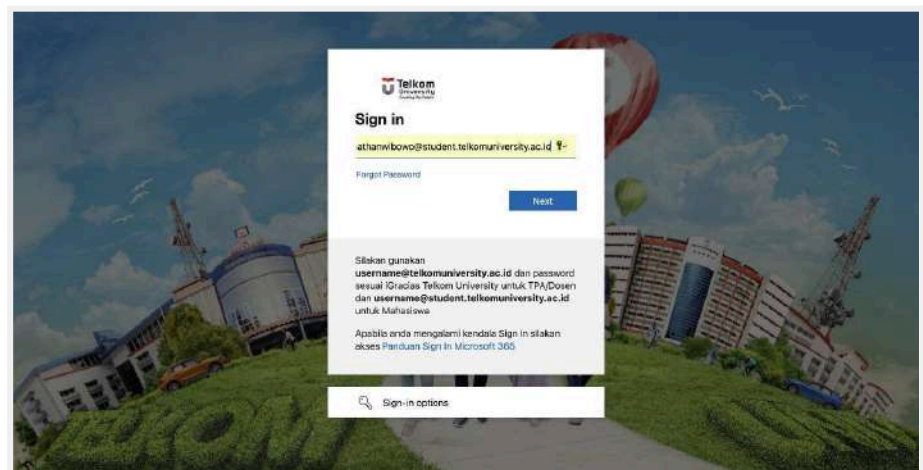 Telkom
University
Sign in
athanwibowo@student.telkomuniversity.ac.id
Forgot Password
Next
Silakan gunakan
username@telkomuniversity.ac.id dan password
sesuai iGracias Telkom University untuk TPA/Dosen
dan username@student.telkomuniversity.ac.id
untuk Mahasiswa
Apabila anda mengalami kendala Sign in silakan
akses Panduan Sign In Microsoft 365
Sign-in options
TELKOM
U